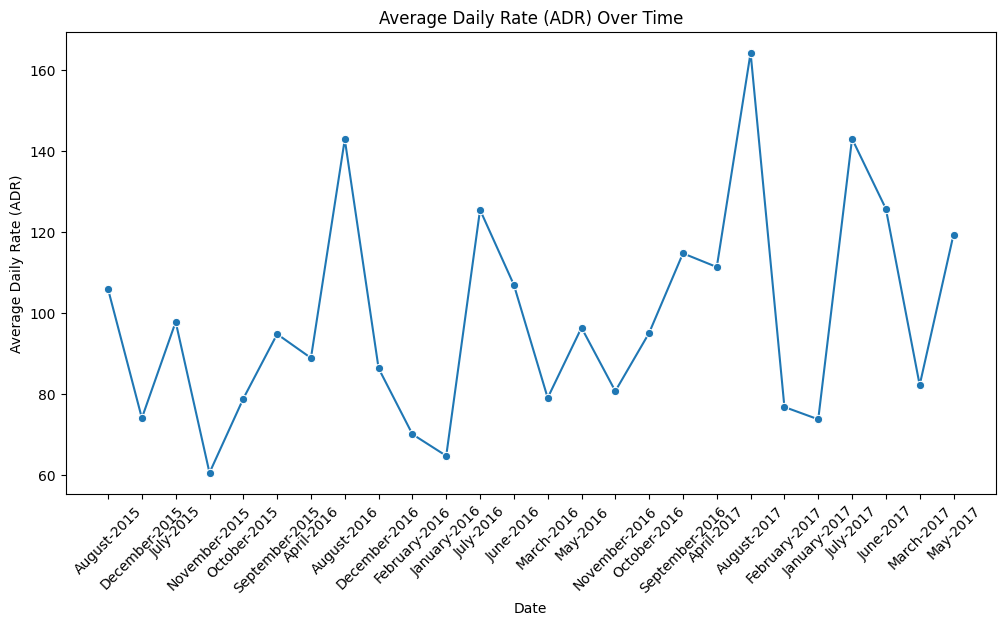 Average Daily Rate (ADR) Over Time
Average Daily Rate (ADR)
160
140
120
100
80
60
August-2015
December-2015
July-2015
November-2015
October-2015
September-2015
April-2016
August-2016
December-2016
February-2016
January-2016
July-2016
June-2016
March-2016
May-2016
November-2016
October-2016
September-2016
April-2017
August-2017
February-2017
January-2017
July-2017
June-2017
March-2017
May-2017
Date